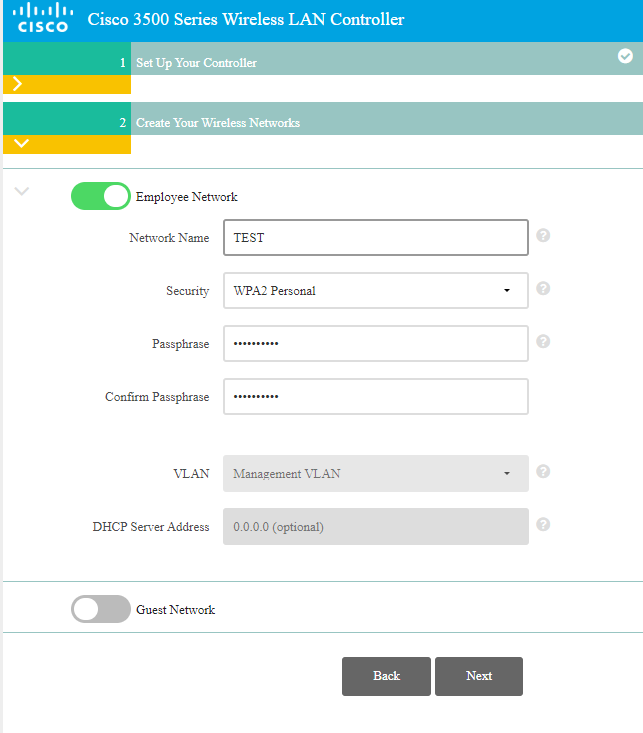 CISCO Cisco 3500 Series Wireless LAN Controller
1 Set Up Your Controller
2 Create Your Wireless Networks
Employee Network
Network Name TEST ?
Security WPA2 Personal ?
Passphrase •••••••••• ?
Confirm Passphrase ••••••••••
VLAN Management VLAN ?
DHCP Server Address 0.0.0.0 (optional) ?
Guest Network
Back Next